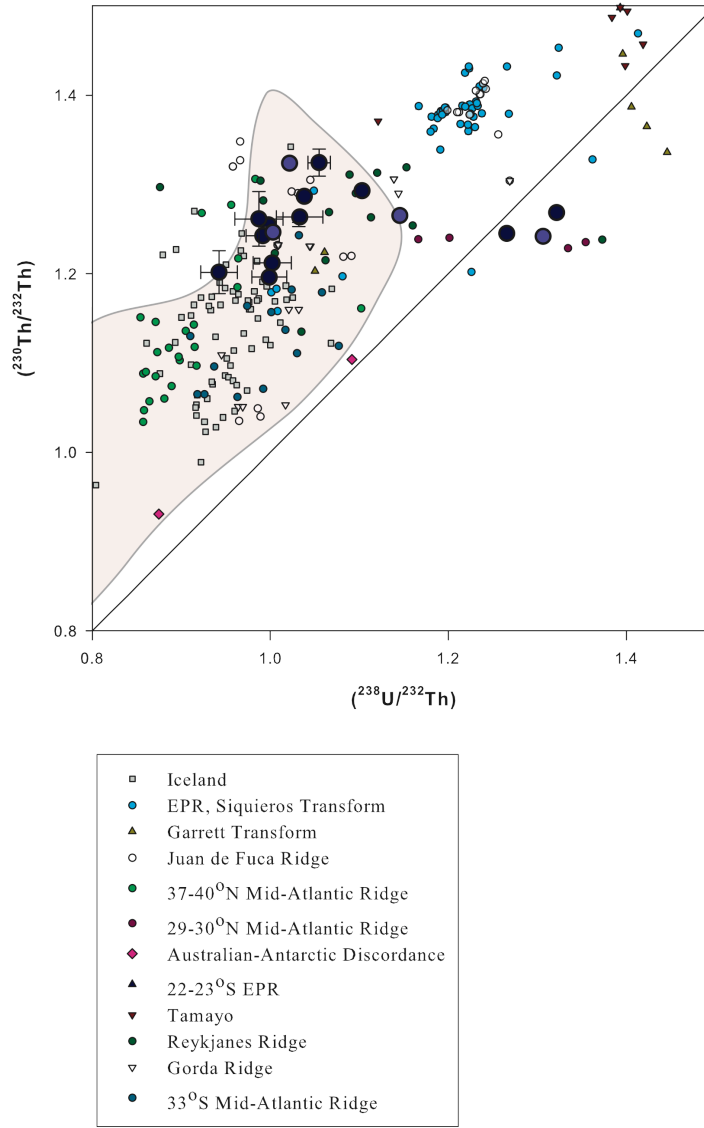 1.4
1.2
1.0
0.8
(230Th/232Th)
0.8 1.0 1.2 1.4
(238U/232Th)
Iceland
EPR, Siquieros Transform
Garrett Transform
Juan de Fuca Ridge
37-40oN Mid-Atlantic Ridge
29-30oN Mid-Atlantic Ridge
Australian-Antarctic Discordance
22-23oS EPR
Tamayo
Reykjanes Ridge
Gorda Ridge
33oS Mid-Atlantic Ridge